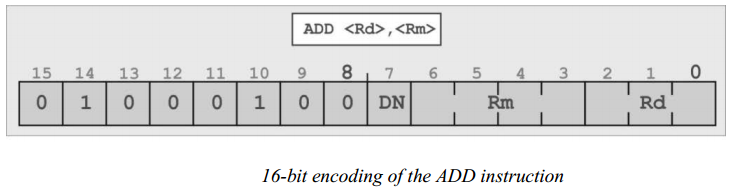 ADD <Rd>,<Rm>
15 14 13 12 11 10 9 8 7 6 5 4 3 2 1 0
0 1 0 0 0 1 0 0 DN Rm Rd
16-bit encoding of the ADD instruction